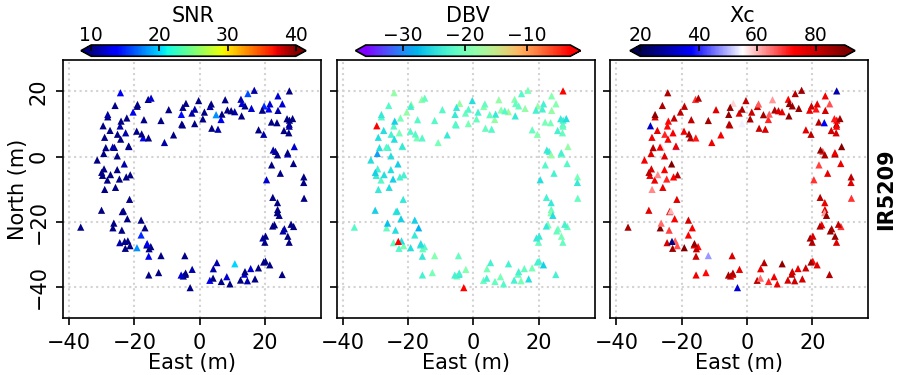 SNR DBV Xc
10 20 30 40 −30 −20 −10 20 40 60 80
20
0
−20
−40
North (m)
−40 −20 0 20 −40 −20 0 20 −40 −20 0 20
East (m) East (m) East (m)
IR5209